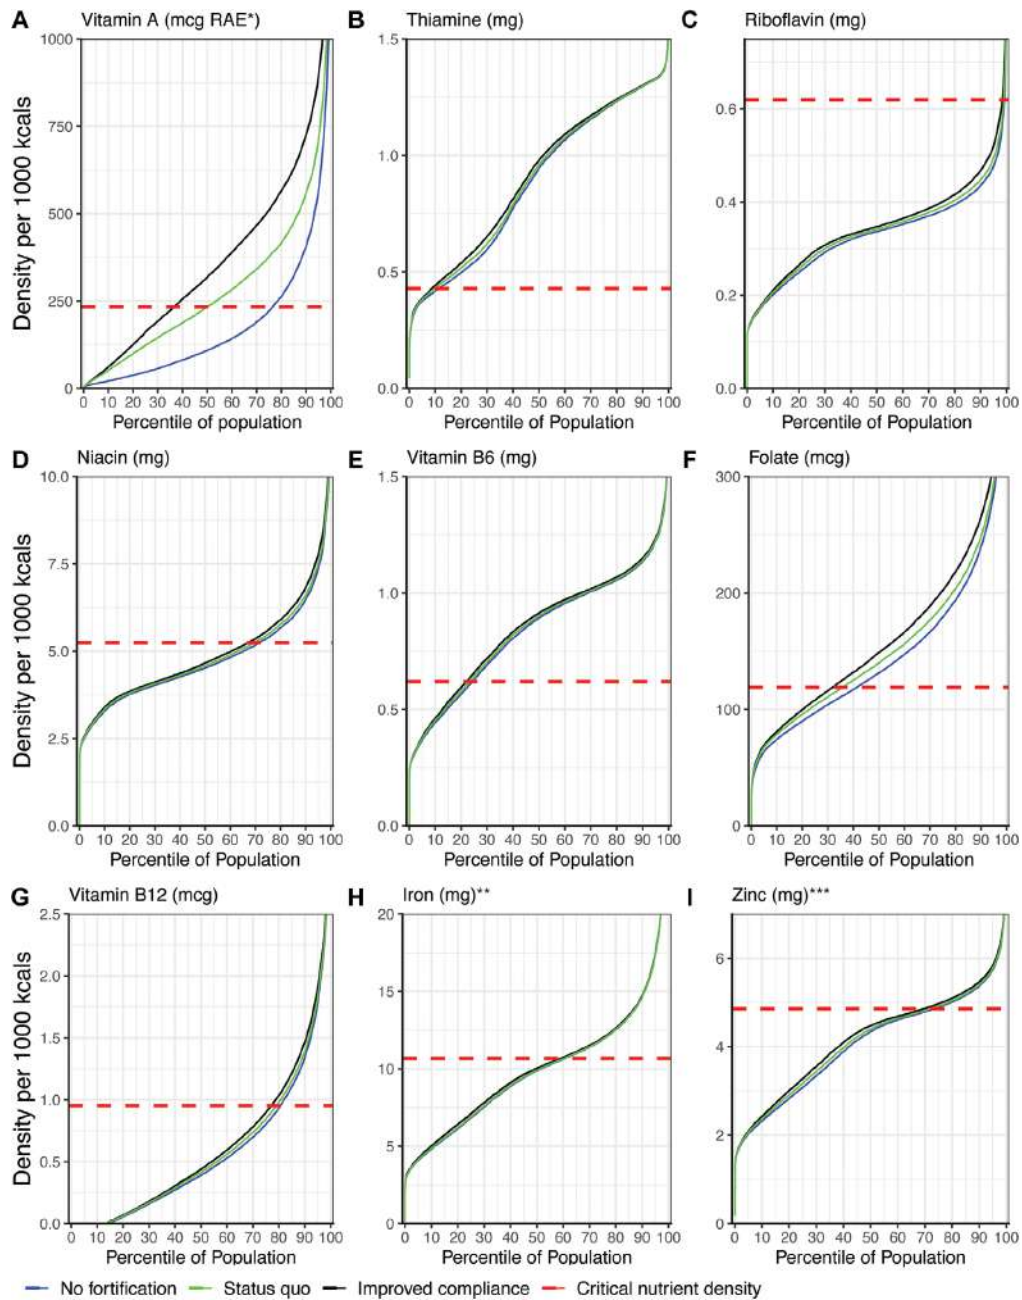 A Vitamin A (mcg RAE*)
B Thiamine (mg)
C Riboflavin (mg)
Density per 1000 kcals
1000
750
500
250
0
1.5
1.0
0.5
0.0
0.6
0.4
0.2
0.0
0 10 20 30 40 50 60 70 80 90 100
0 10 20 30 40 50 60 70 80 90 100
0 10 20 30 40 50 60 70 80 90 100
Percentile of population
Percentile of Population
Percentile of Population
D Niacin (mg)
E Vitamin B6 (mg)
F Folate (mcg)
Density per 1000 kcals
10.0
7.5
5.0
2.5
0.0
1.5
1.0
0.5
0.0
300
200
100
0
0 10 20 30 40 50 60 70 80 90 100
0 10 20 30 40 50 60 70 80 90 100
0 10 20 30 40 50 60 70 80 90 100
Percentile of Population
Percentile of Population
Percentile of Population
G Vitamin B12 (mcg)
H Iron (mg)**
I Zinc (mg)***
Density per 1000 kcals
2.5
2.0
1.5
1.0
0.5
0.0
20
15
10
5
0
6
4
2
0
0 10 20 30 40 50 60 70 80 90 100
0 10 20 30 40 50 60 70 80 90 100
0 10 20 30 40 50 60 70 80 90 100
Percentile of Population
Percentile of Population
Percentile of Population
No fortification Status quo Improved compliance Critical nutrient density